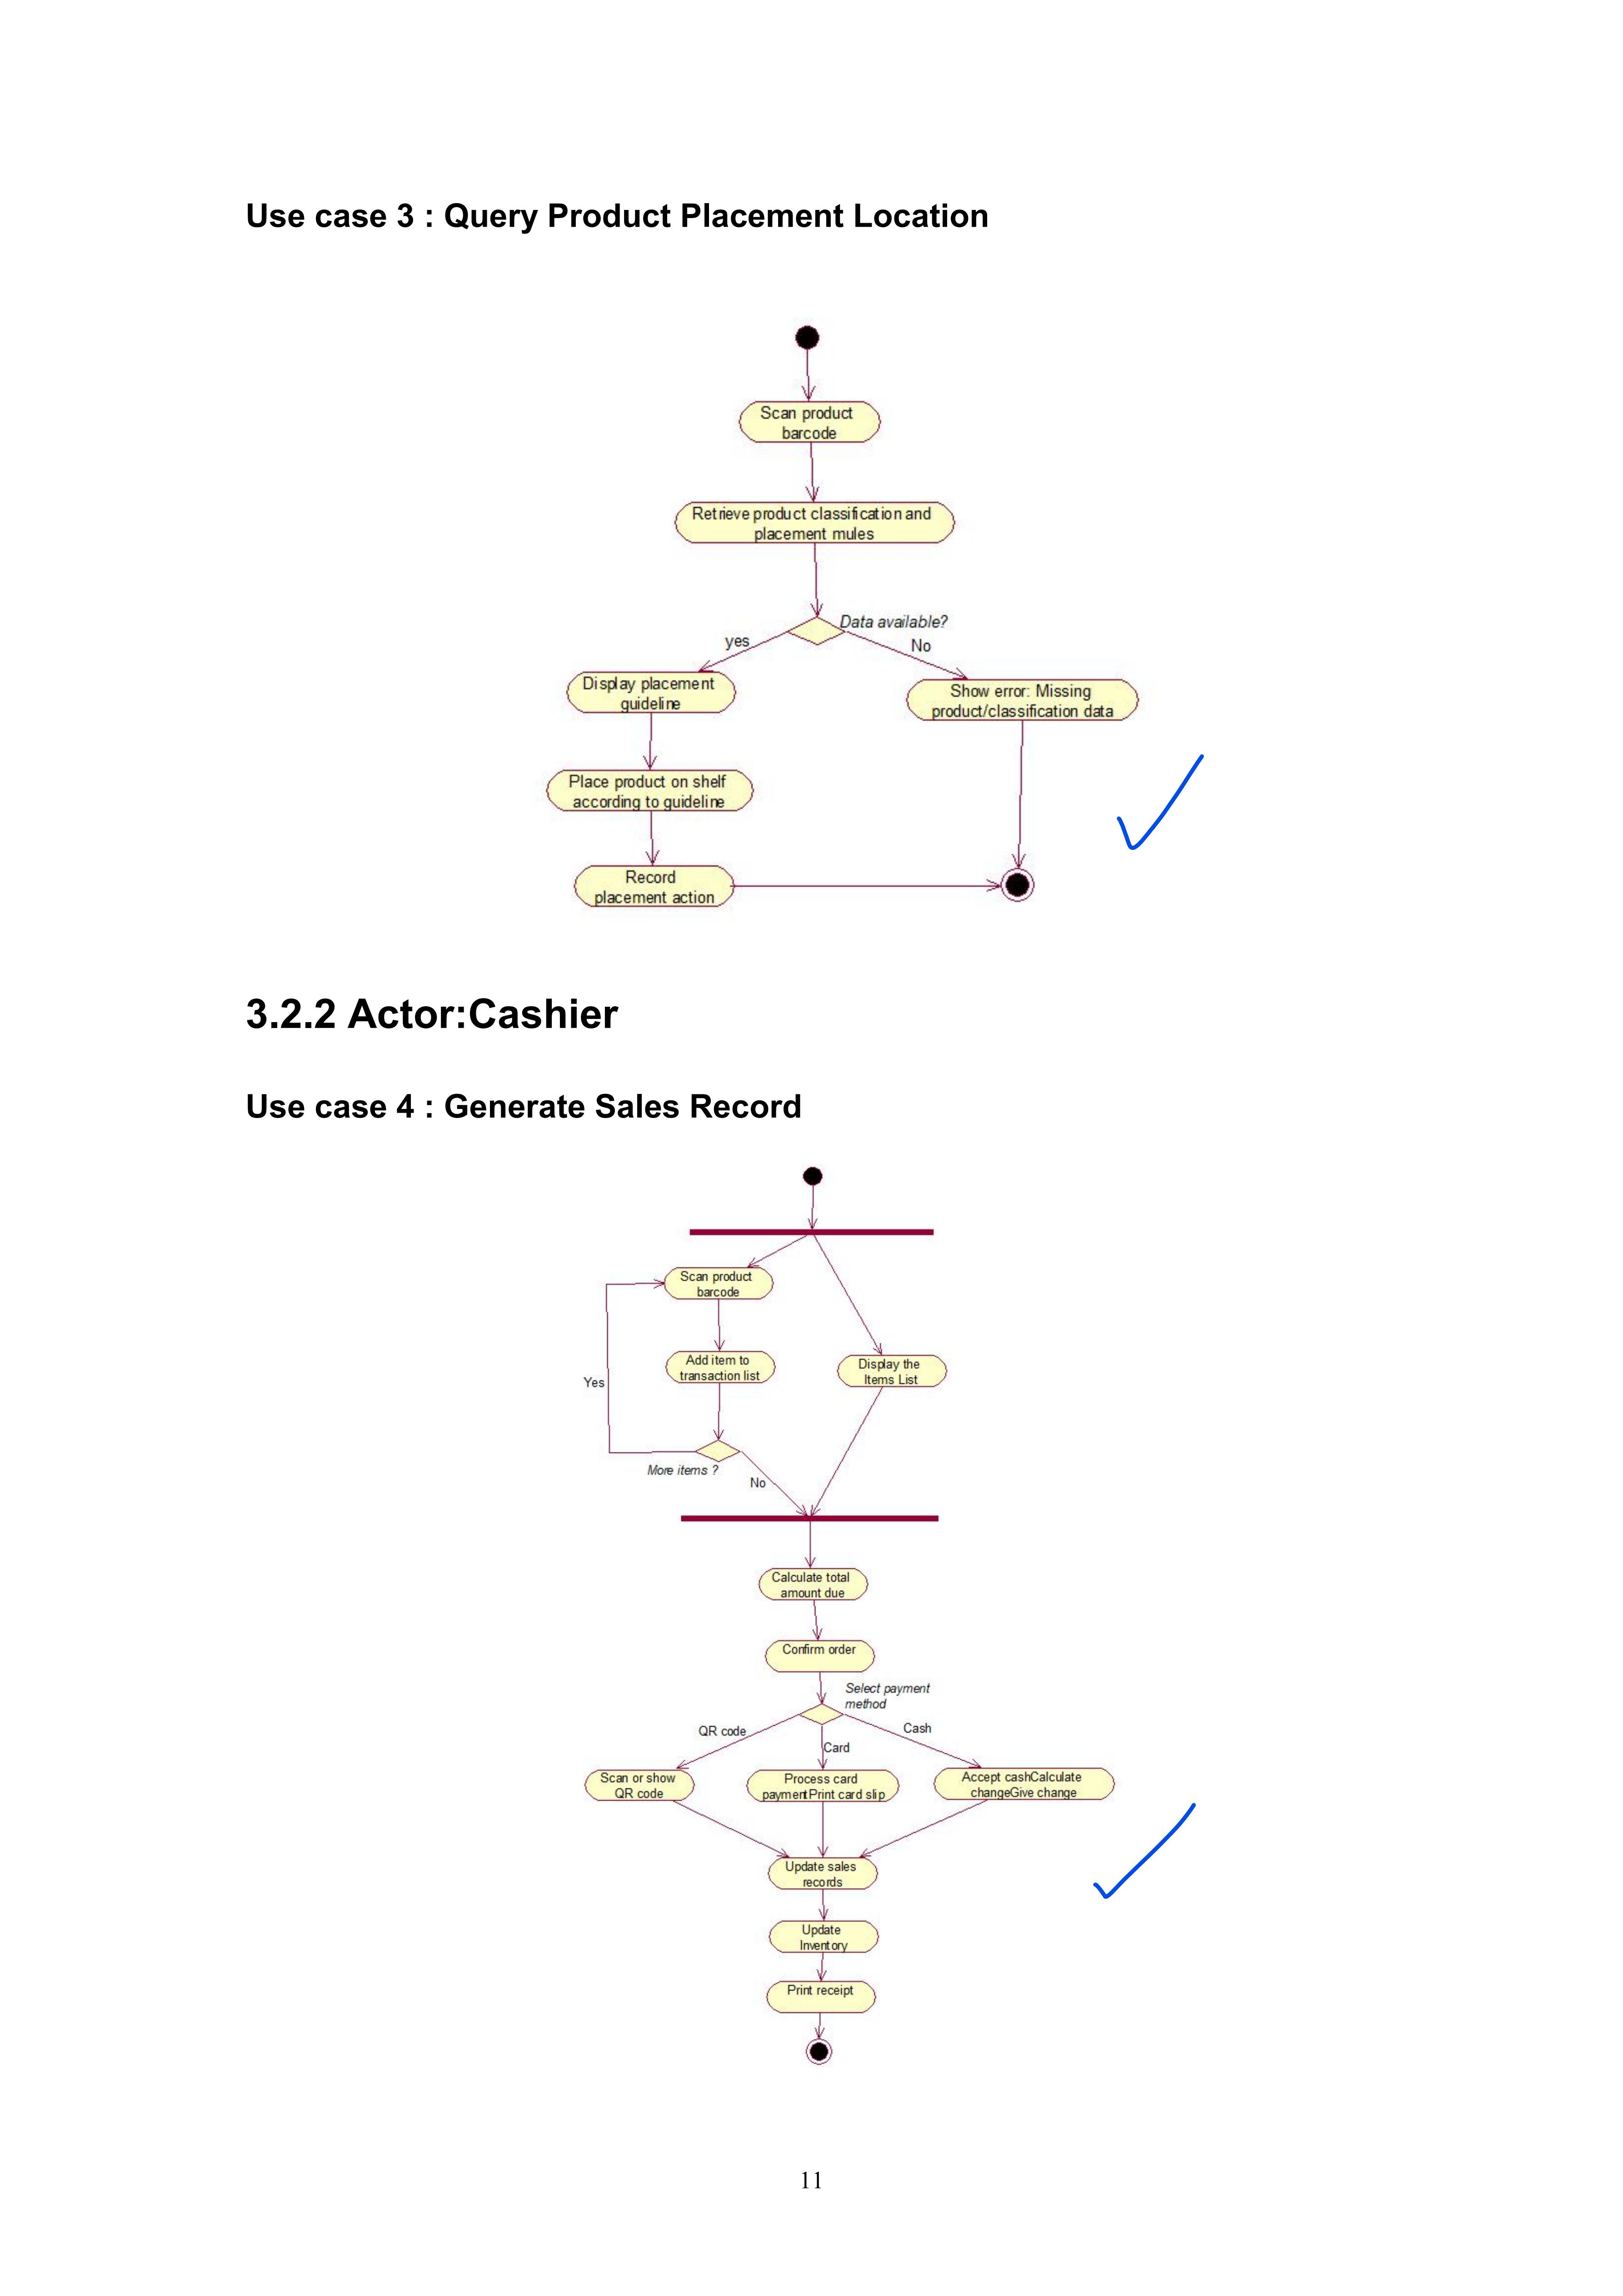 Use case 3 : Query Product Placement Location
Scan product
barcode
Retrieve product classification and
placement mules
Data available?
yes
No
Display placement
guideline
Show error: Missing
product/classification data
Place product on shelf
according to guideline
Record
placement action
3.2.2 Actor:Cashier
Use case 4 : Generate Sales Record
Scan product
barcode
Add item to
transaction list
Display the
Items List
Yes
More items ?
No
Calculate total
amount due
Confirm order
Select payment
method
QR code
Card
Cash
Scan or show
QR code
Process card
paymentPrint card slip
Accept cashCalculate
changeGive change
Update sales
records
Update
Inventory
Print receipt
11